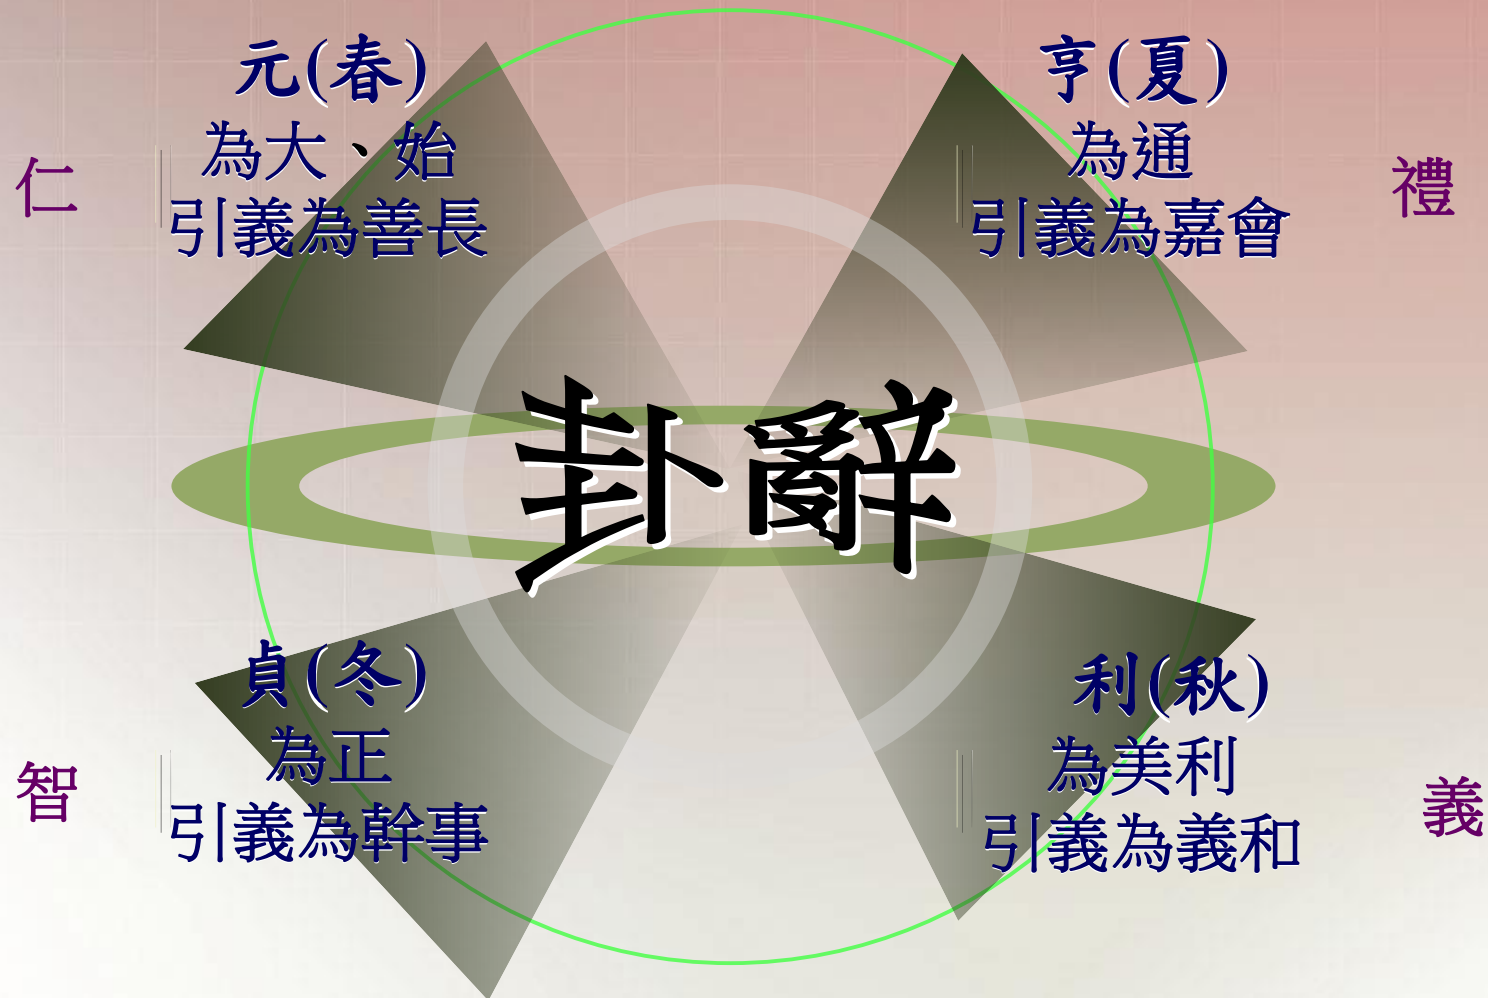 元(春)
為大、始
引義為善長
仁
亨(夏)
為通
引義為嘉會
禮
卦辭
貞(冬)
為正
引義為幹事
智
利(秋)
為美利
引義為義和
義